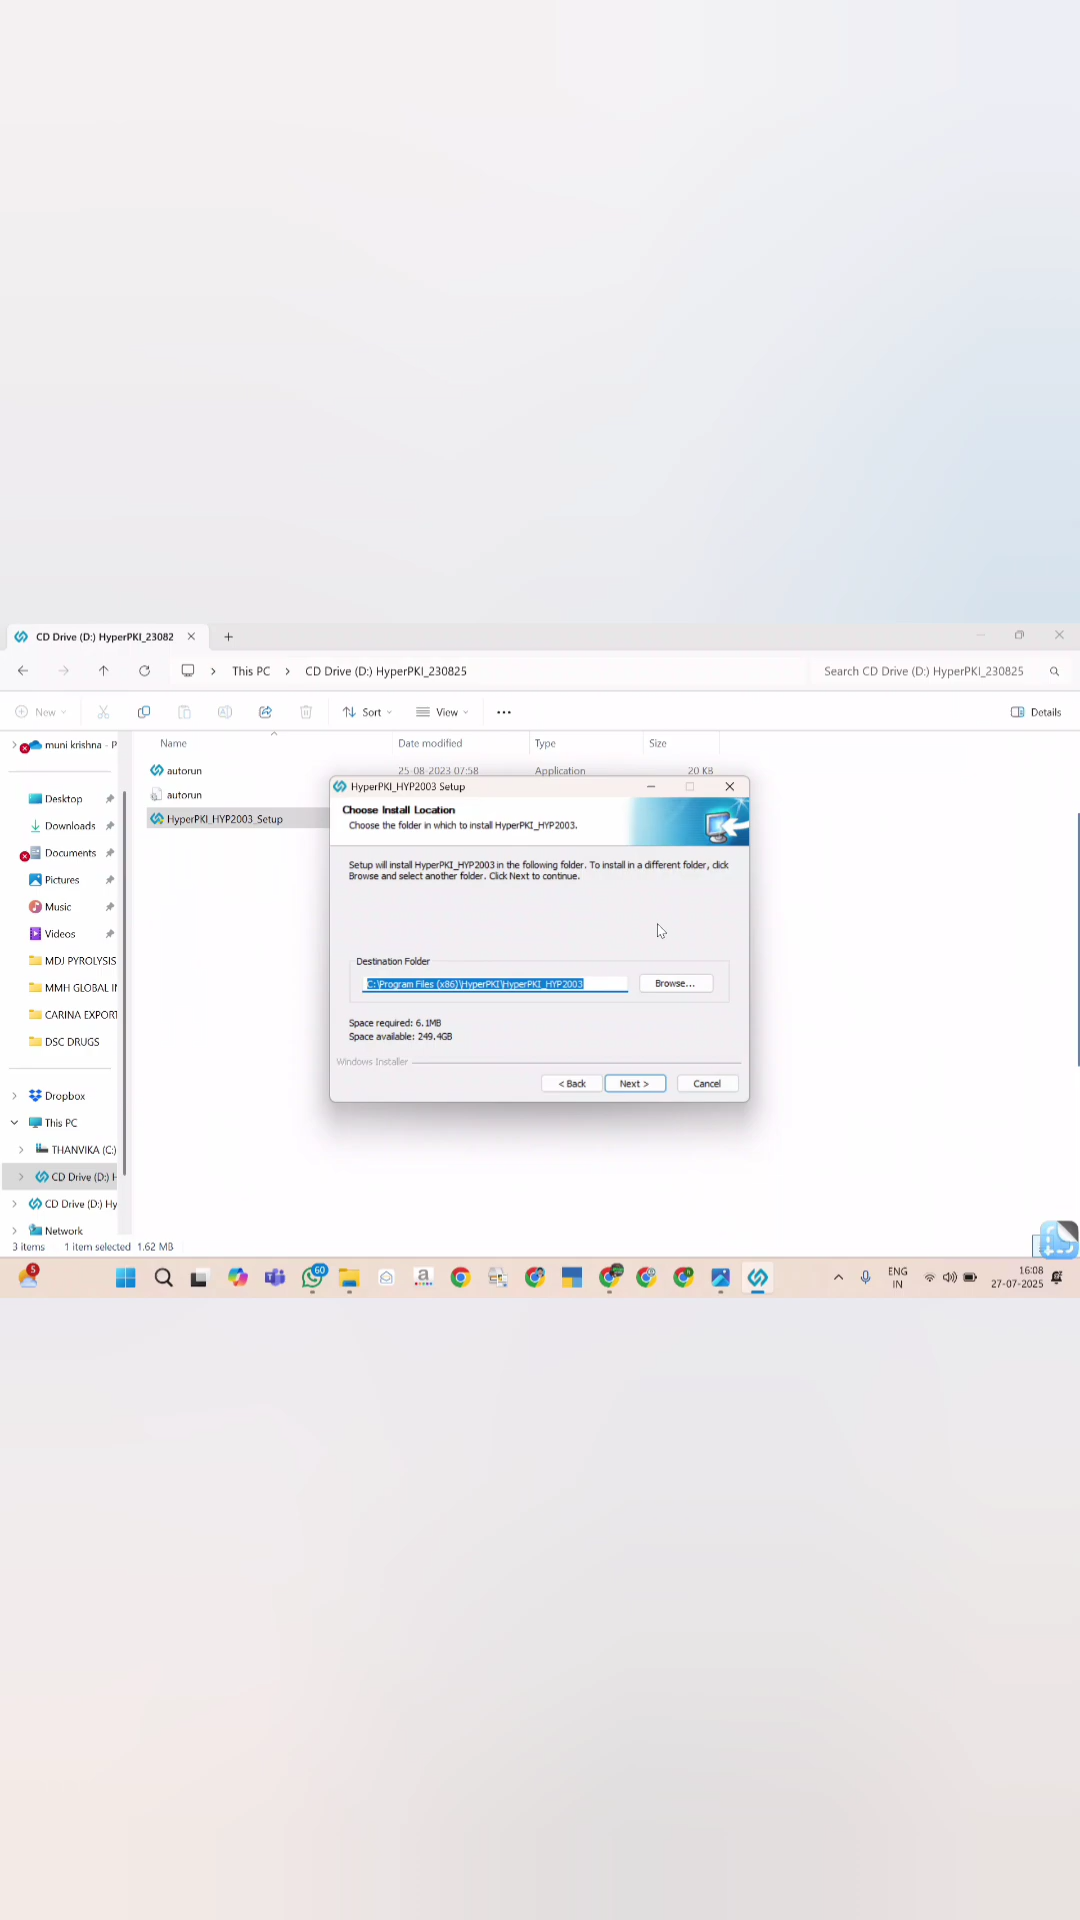 CD Drive (D:) HyperPKI_23082
This PC
CD Drive (D:) HyperPKI_230825
Search CD Drive (D:) HyperPKI_230825
New
Sort
View
Details
muni krishna - P
Name
Date modified
Type
Size
autorun
25-08-2023 07:58
Application
20 KB
autorun
HyperPKI_HYP2003_Setup
Desktop
Downloads
Documents
Pictures
Music
Videos
MDJ PYROLYSIS
MMH GLOBAL
CARINA EXPOR
DSC DRUGS
Dropbox
This PC
THANVIKA (C:)
CD Drive (D:) H
CD Drive (D:) Hy
Network
HyperPKI_HYP2003 Setup
Choose Install Location
Choose the folder in which to install HyperPKI_HYP2003.
Setup will install HyperPKI_HYP2003 in the following folder. To install in a different folder, click
Browse and select another folder. Click Next to continue.
Destination Folder
C:\Program Files (x86)\HyperPKI\HyperPKI_HYP2003
Browse...
Space required: 6.1MB
Space available: 249.4GB
Windows Installer
< Back
Next >
Cancel
3 items
1 item selected 1.62 MB
5
60
a
ENG
IN
16:08
27-07-2025